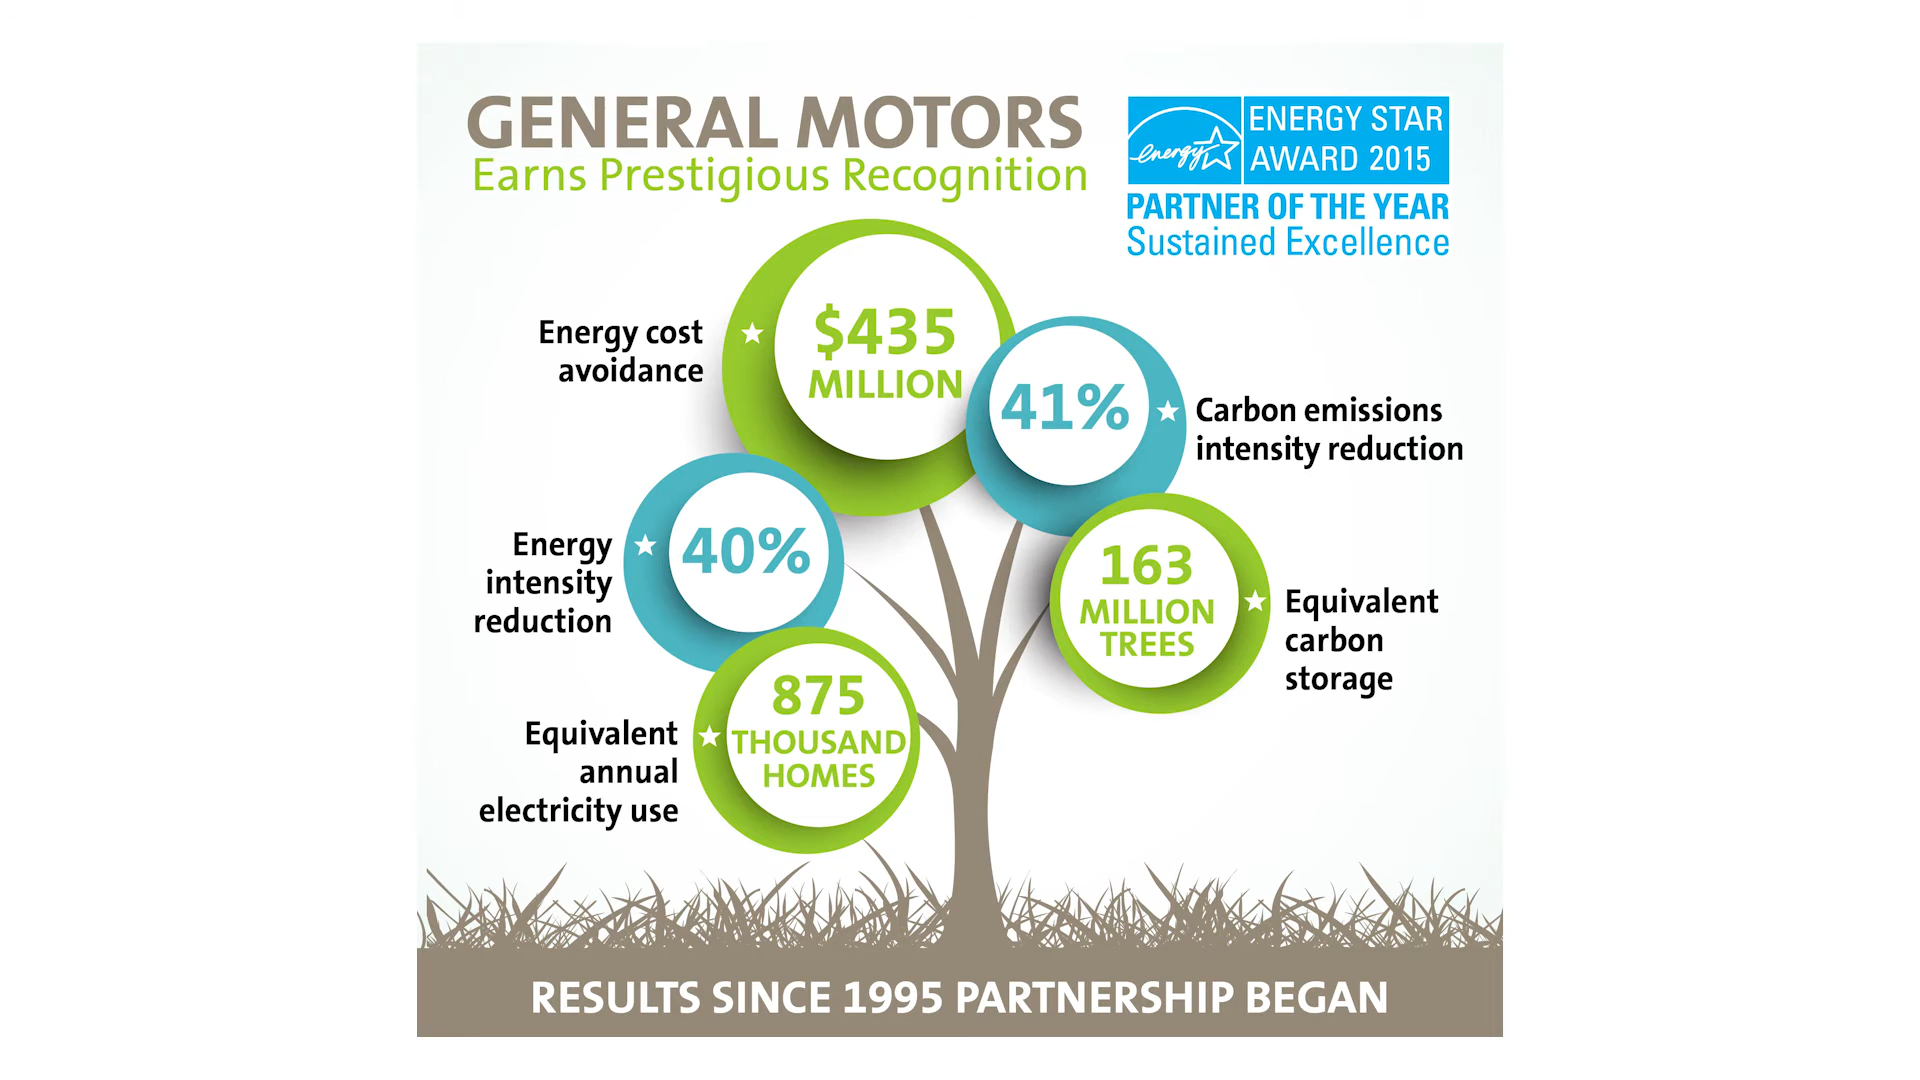 GENERAL MOTORS
Earns Prestigious Recognition
energy
ENERGY STAR
AWARD 2015
PARTNER OF THE YEAR
Sustained Excellence
Energy cost
avoidance
$435
MILLION
41%
Carbon emissions
intensity reduction
Energy
intensity
reduction
40%
163
MILLION
TREES
Equivalent
carbon
storage
Equivalent
annual
electricity use
875
THOUSAND
HOMES
RESULTS SINCE 1995 PARTNERSHIP BEGAN